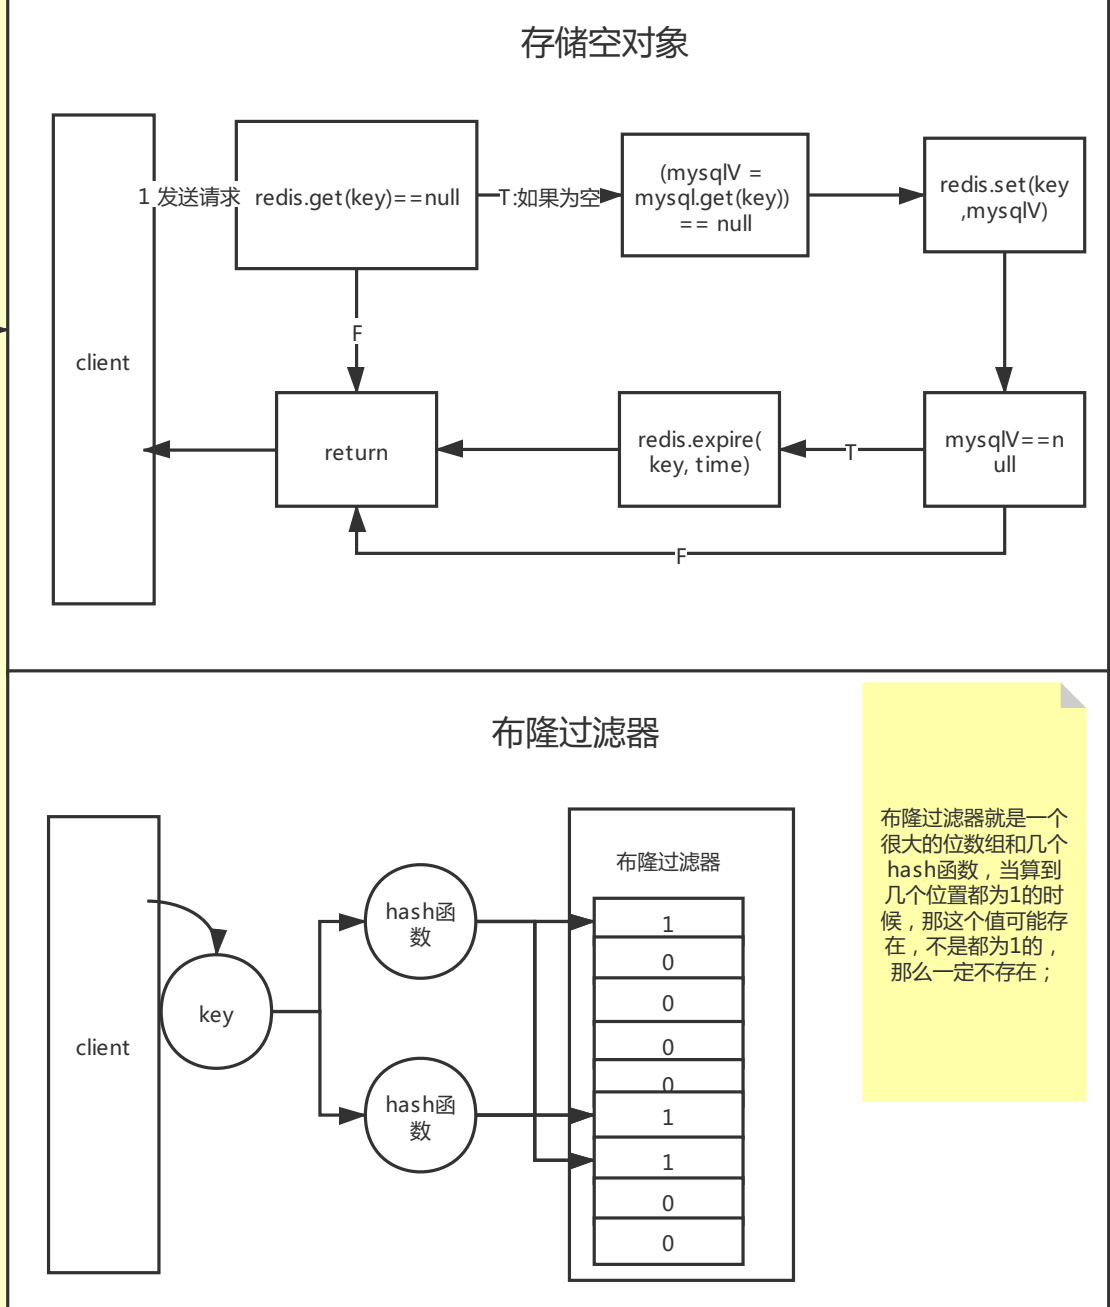 存储空对象
1 发送请求
redis.get(key)==null
T:如果为空
(mysqlV =
mysql.get(key))
== null
redis.set(key
,mysqlV)
F
client
return
redis.expire(
key, time)
T
mysqlV==n
ull
F
布隆过滤器
布隆过滤器就是一个
很大的位数组和几个
hash函数，当算到
几个位置都为1的时
候，那这个值可能存
在，不是都为1的，
那么一定不存在；
client
key
hash函
数
hash函
数
布隆过滤器
1
0
0
0
0
1
1
0
0